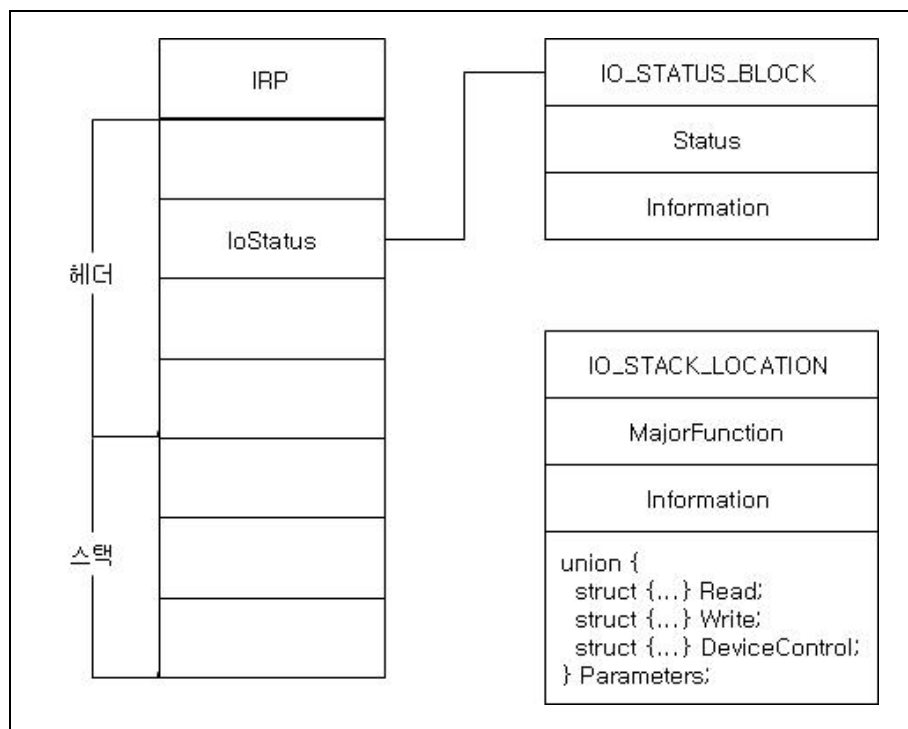 IRP
IoStatus
헤더
스택
IO_STATUS_BLOCK
Status
Information
IO_STACK_LOCATION
MajorFunction
Information
union {
struct {...} Read;
struct {...} Write;
struct {...} DeviceControl;
} Parameters;